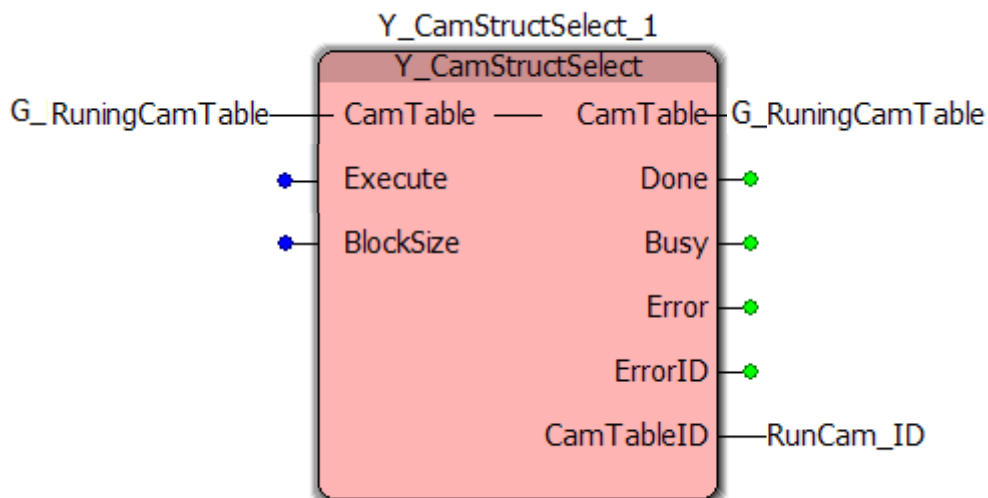 Y_CamStructSelect_1
Y_CamStructSelect
G_RuningCamTable CamTable CamTable G_RuningCamTable
Execute Done
BlockSize Busy
Error
ErrorID
CamTableID RunCam_ID